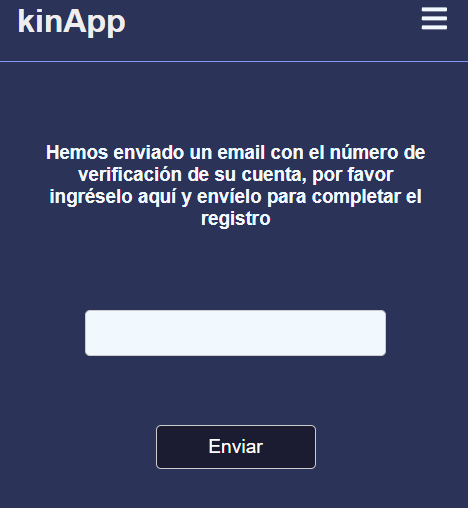 kinApp
Hemos enviado un email con el número de
verificación de su cuenta, por favor
ingréselo aquí y envíelo para completar el
registro
Enviar